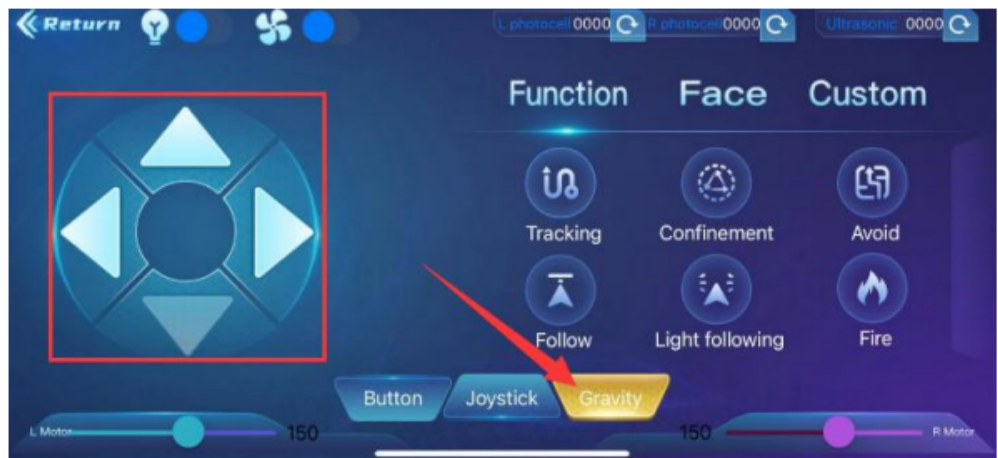 Return L photocell 0000 R photocell 0000 Ultrasonic 0000
Function Face Custom
Tracking Confinement Avoid
Follow Light following Fire
Button Joystick Gravity
L Motor 150 150 R Motor